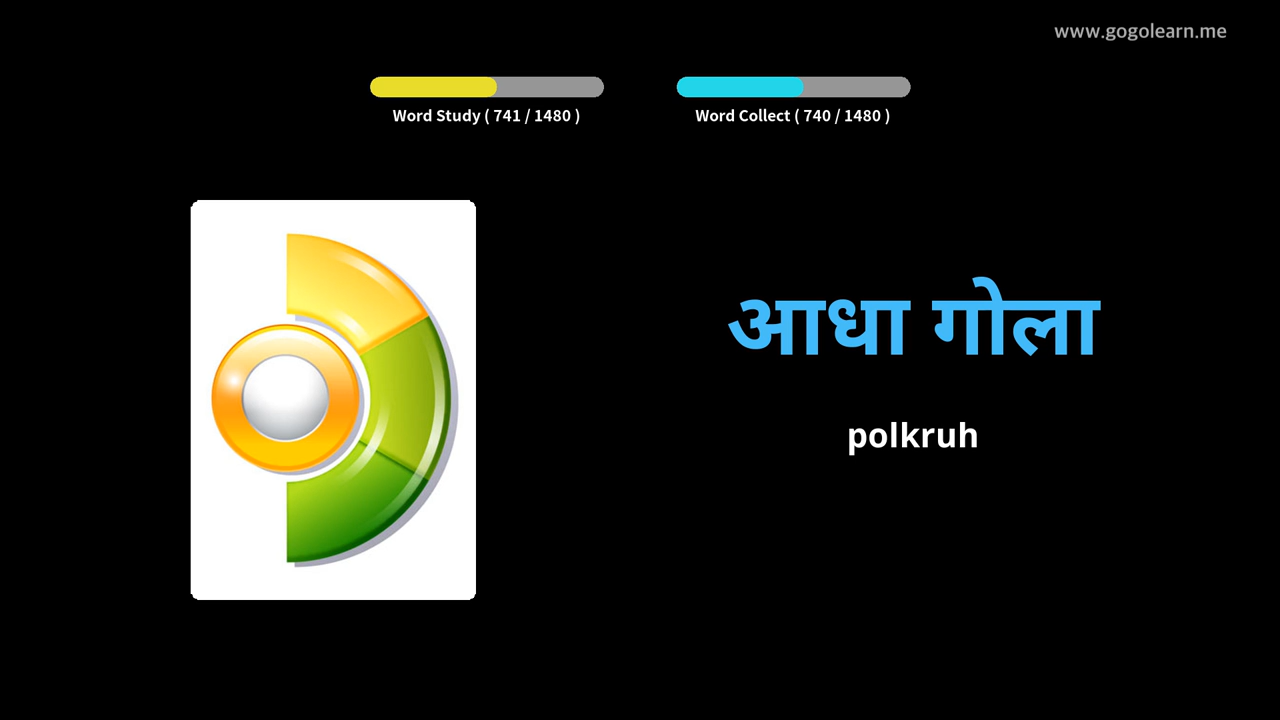 www.gogolearn.me
Word Study ( 741 / 1480 )
Word Collect ( 740 / 1480 )
आधा गोला
polkruh